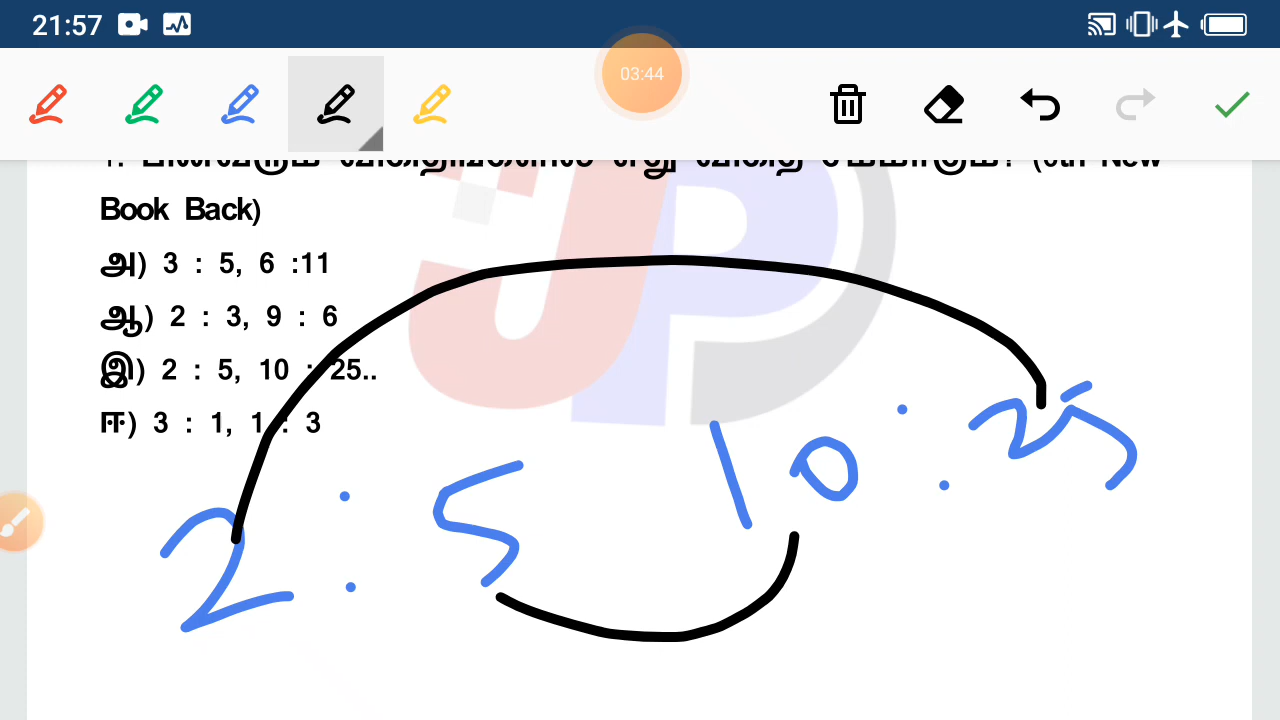 21:57
03:44
Book Back)
அ) 3 : 5, 6 :11
ஆ) 2 : 3, 9 : 6
இ) 2 : 5, 10 : 25..
ஈ) 3 : 1, 1 : 3
2 : 5 10 : 25